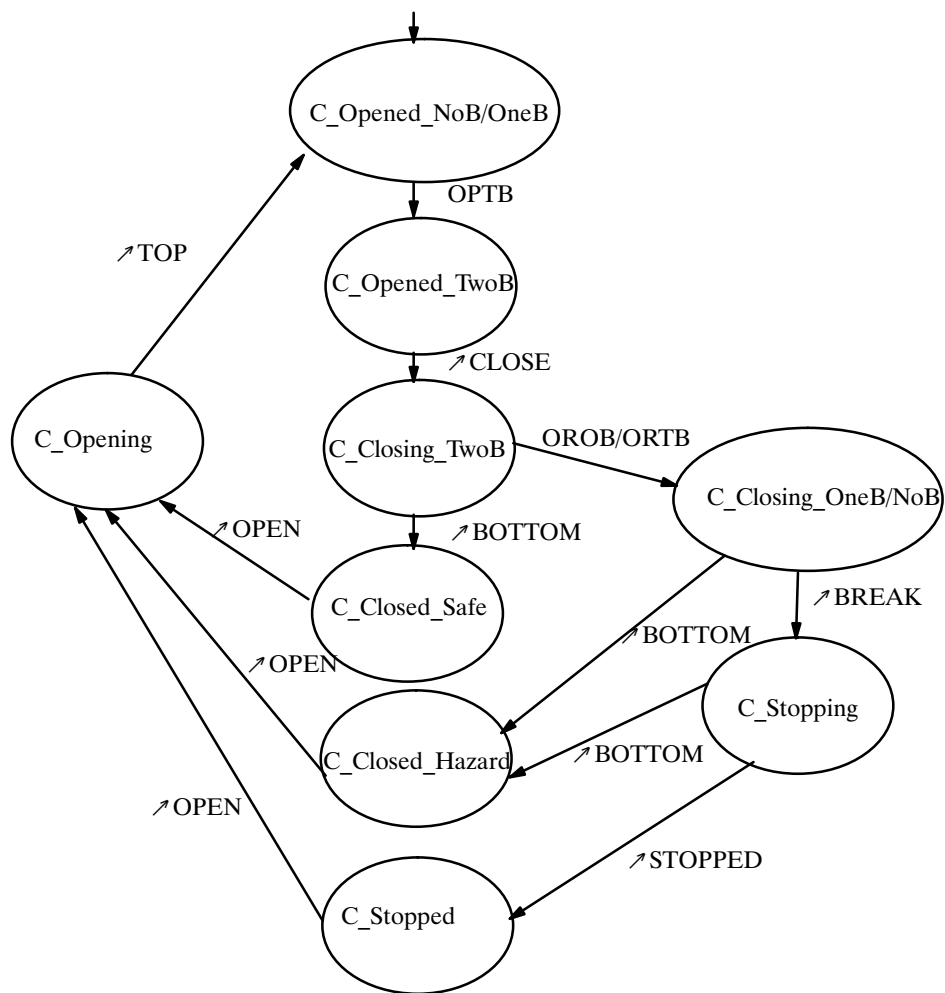 C_Opened_NoB/OneB
OPTB
↗TOP
C_Opened_TwoB
↗CLOSE
C_Opening
C_Closing_TwoB
OROB/ORTB
C_Closing_OneB/NoB
↗OPEN
↗BOTTOM
C_Closed_Safe
↗BREAK
↗BOTTOM
↗OPEN
C_Stopping
C_Closed_Hazard
↗BOTTOM
↗OPEN
↗STOPPED
C_Stopped